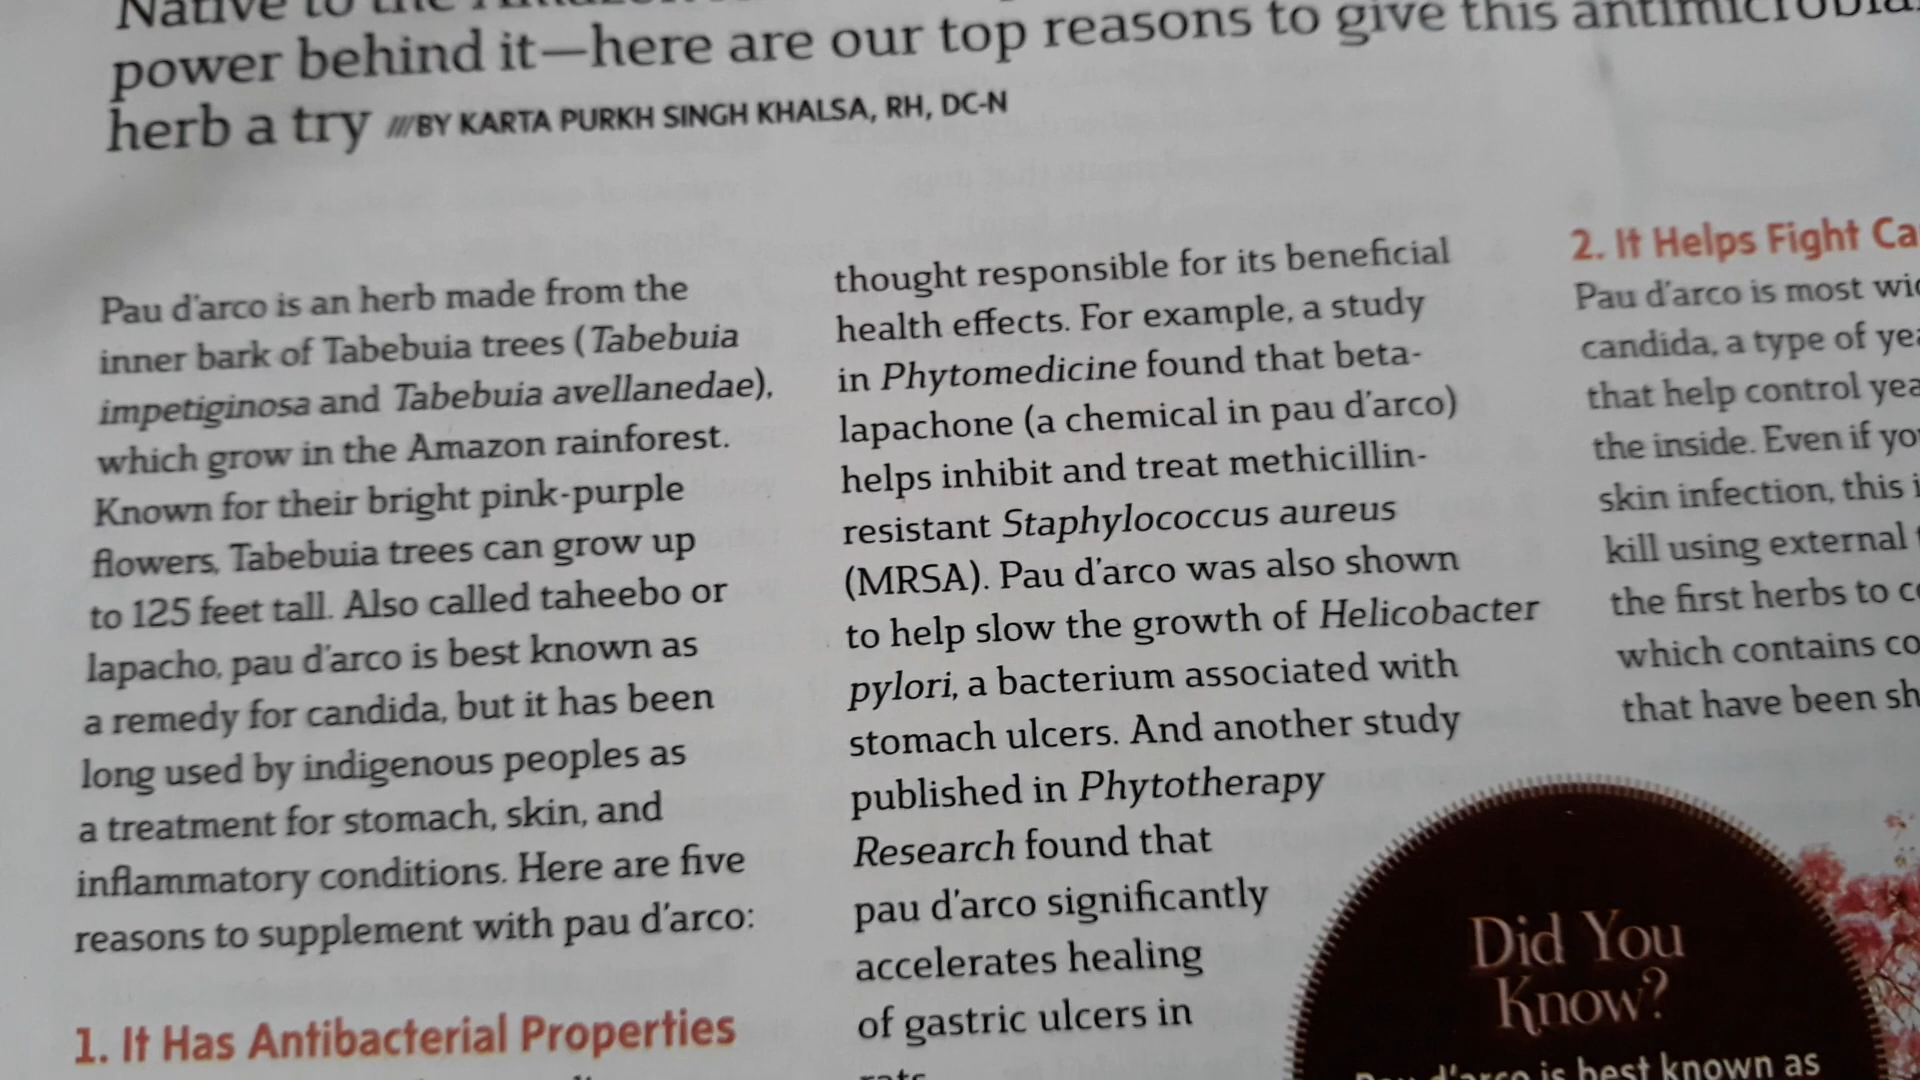 Native to the Amazon
power behind it—here are our top reasons to give this
herb a try ///BY KARTA PURKH SINGH KHALSA, RH, DC-N
Pau d'arco is an herb made from the
inner bark of Tabebuia trees (Tabebuia
impetiginosa and Tabebuia avellanedae),
which grow in the Amazon rainforest.
Known for their bright pink-purple
flowers, Tabebuia trees can grow up
to 125 feet tall. Also called taheebo or
lapacho, pau d'arco is best known as
a remedy for candida, but it has been
long used by indigenous peoples as
a treatment for stomach, skin, and
inflammatory conditions. Here are five
reasons to supplement with pau d'arco:
1. It Has Antibacterial Properties
thought responsible for its beneficial
health effects. For example, a study
in Phytomedicine found that beta-
lapachone (a chemical in pau d'arco)
helps inhibit and treat methicillin-
resistant Staphylococcus aureus
(MRSA). Pau d'arco was also shown
to help slow the growth of Helicobacter
pylori, a bacterium associated with
stomach ulcers. And another study
published in Phytotherapy
Research found that
pau d'arco significantly
accelerates healing
of gastric ulcers in
2. It Helps Fight Ca
Pau d'arco is most
candida, a type of
that help control
the inside. Even if
skin infection, this
kill using external
the first herbs to
which contains
that have been
Did You
Know?
d'arco is best known as